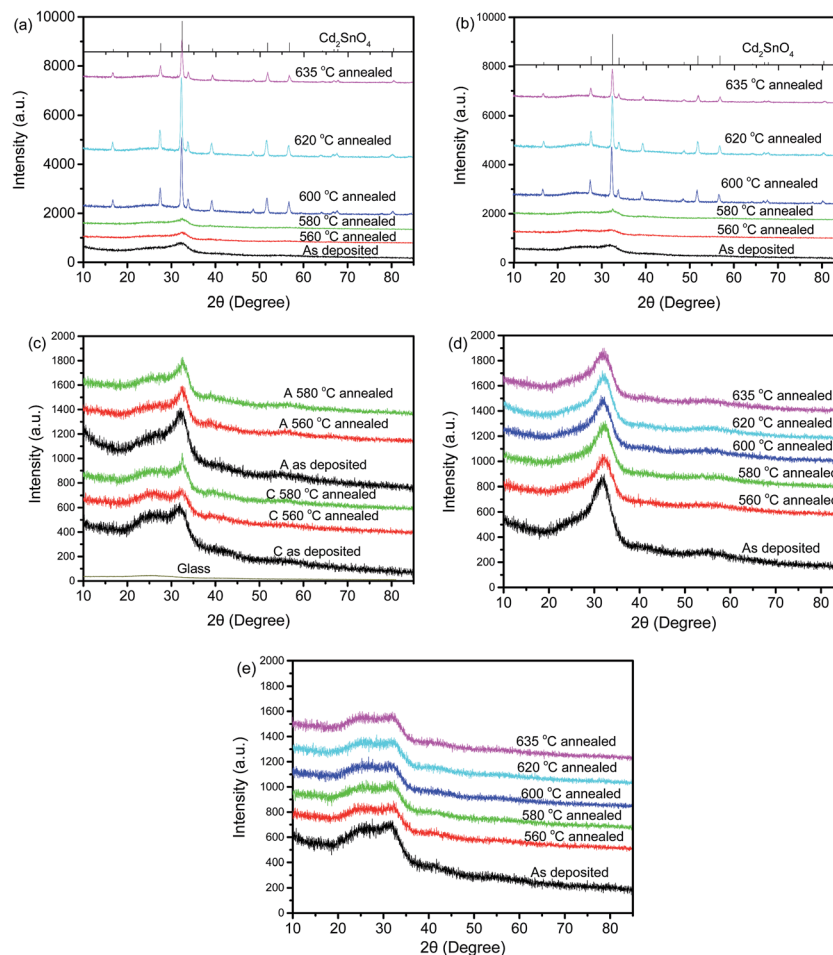 (a)
10000
8000
6000
4000
2000
0
Intensity (a.u.)
Cd₂SnO₄
635 °C annealed
620 °C annealed
600 °C annealed
580 °C annealed
560 °C annealed
As deposited
10 20 30 40 50 60 70 80
2θ (Degree)
(b)
10000
8000
6000
4000
2000
0
Intensity (a.u.)
Cd₂SnO₄
635 °C annealed
620 °C annealed
600 °C annealed
580 °C annealed
560 °C annealed
As deposited
10 20 30 40 50 60 70 80
2θ (Degree)
(c)
2000
1800
1600
1400
1200
1000
800
600
400
200
0
Intensity (a.u.)
A 580 °C annealed
A 560 °C annealed
A as deposited
C 580 °C annealed
C 560 °C annealed
C as deposited
Glass
10 20 30 40 50 60 70 80
2θ (Degree)
(d)
2000
1800
1600
1400
1200
1000
800
600
400
200
0
Intensity (a.u.)
635 °C annealed
620 °C annealed
600 °C annealed
580 °C annealed
560 °C annealed
As deposited
10 20 30 40 50 60 70 80
2θ (Degree)
(e)
2000
1800
1600
1400
1200
1000
800
600
400
200
0
Intensity (a.u.)
635 °C annealed
620 °C annealed
600 °C annealed
580 °C annealed
560 °C annealed
As deposited
10 20 30 40 50 60 70 80
2θ (Degree)